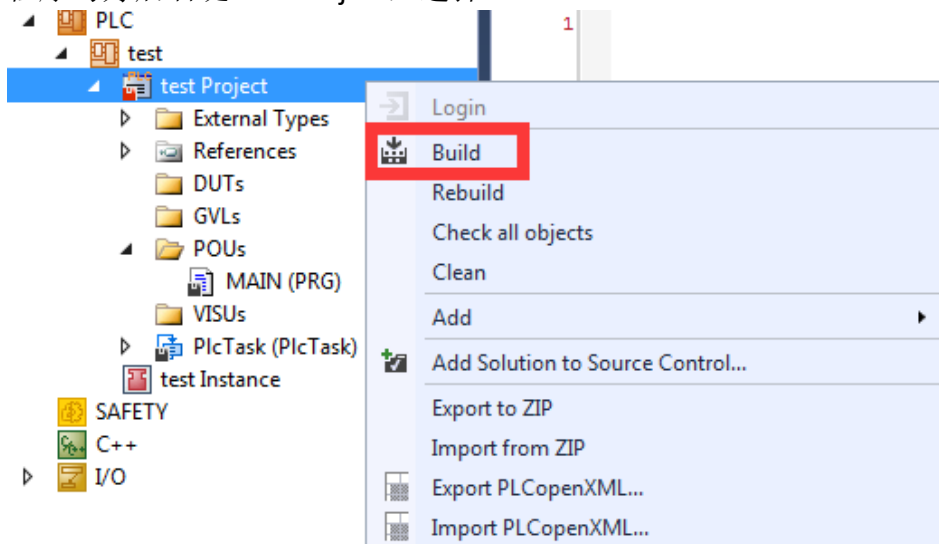 PLC
1
test
test Project
Login
External Types
Build
References
Rebuild
DUTs
GVLs
Check all objects
POUs
Clean
MAIN (PRG)
VISUs
Add
PlcTask (PlcTask)
Add Solution to Source Control...
test Instance
SAFETY
Export to ZIP
C++
Import from ZIP
I/O
Export PLCopenXML...
Import PLCopenXML...